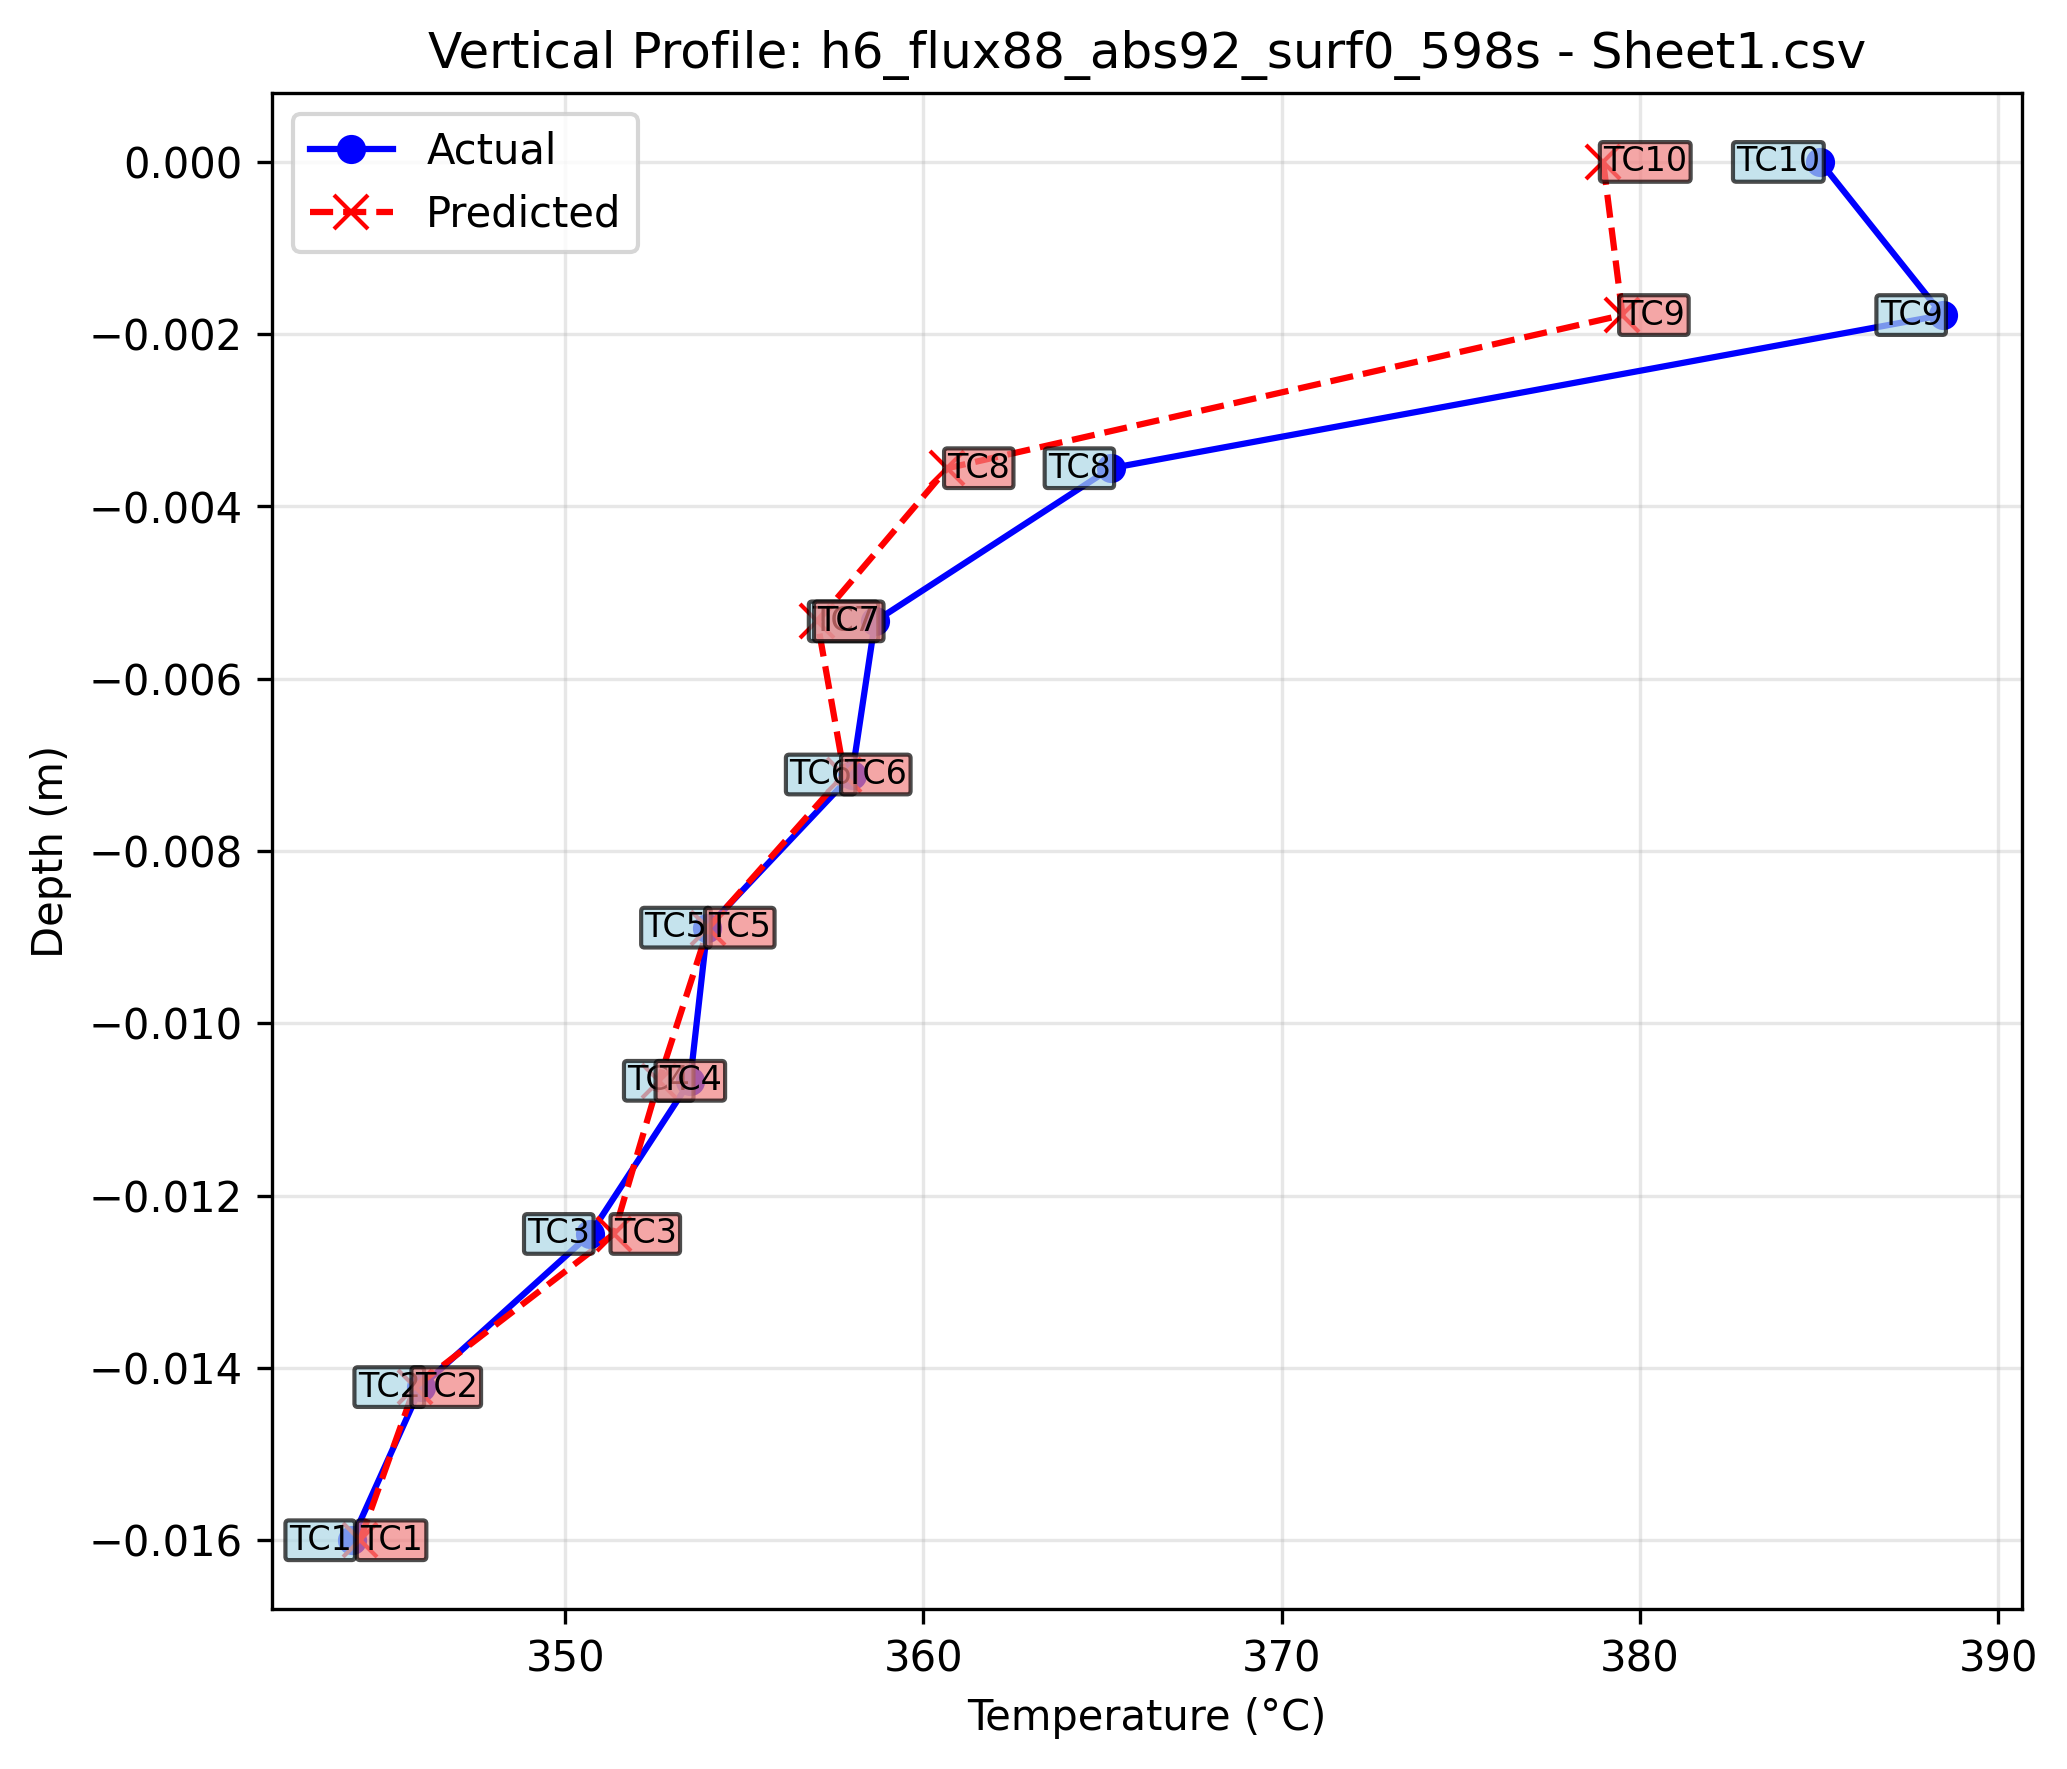 Vertical Profile: h6_flux88_abs92_surf0_598s - Sheet1.csv
Actual
Predicted
0.000
−0.002
−0.004
−0.006
−0.008
−0.010
−0.012
−0.014
−0.016
Depth (m)
TC10 TC10
TC9 TC9
TC8 TC8
TC7
TC6 TC6
TC5 TC5
TC4 TC4
TC3 TC3
TC2 TC2
TC1 TC1
350 360 370 380 390
Temperature (°C)